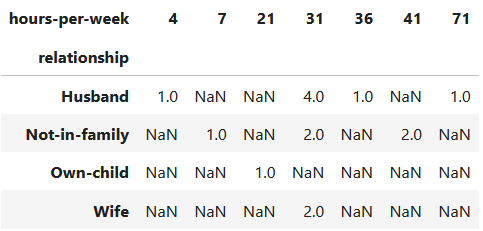 hours-per-week 4 7 21 31 36 41 71
relationship
Husband 1.0 NaN NaN 4.0 1.0 NaN 1.0
Not-in-family NaN 1.0 NaN 2.0 NaN 2.0 NaN
Own-child NaN NaN 1.0 NaN NaN NaN NaN
Wife NaN NaN NaN 2.0 NaN NaN NaN